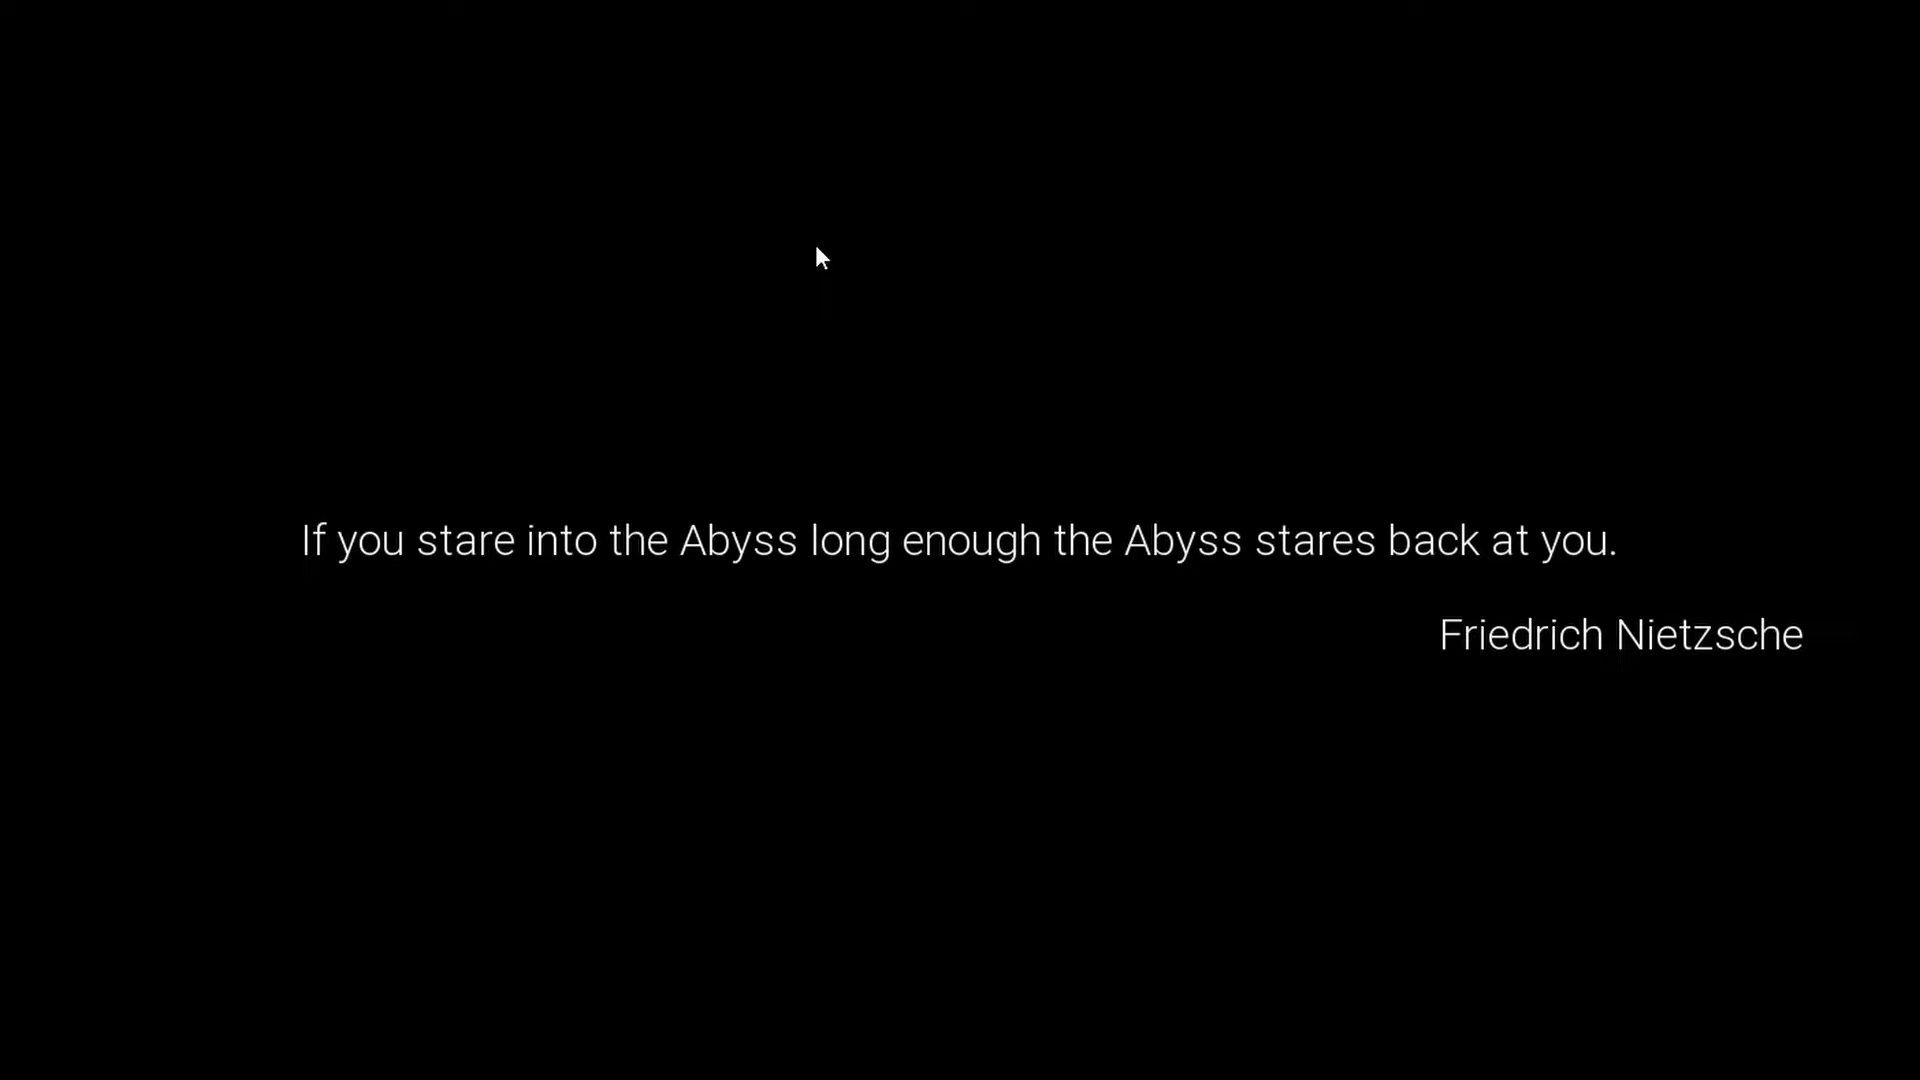 If you stare into the Abyss long enough the Abyss stares back at you.
Friedrich Nietzsche